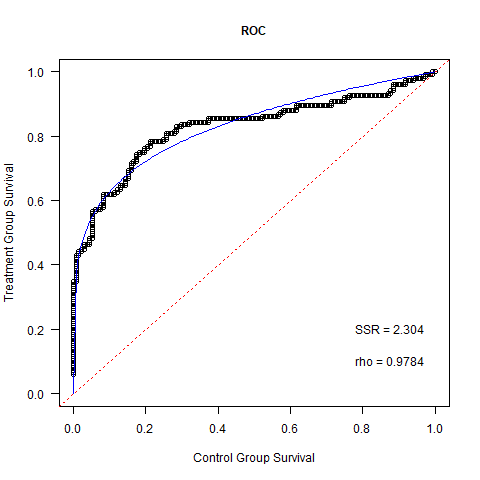 ROC
Treatment Group Survival
1.0
0.8
0.6
0.4
0.2
0.0
SSR = 2.304
rho = 0.9784
0.0 0.2 0.4 0.6 0.8 1.0
Control Group Survival